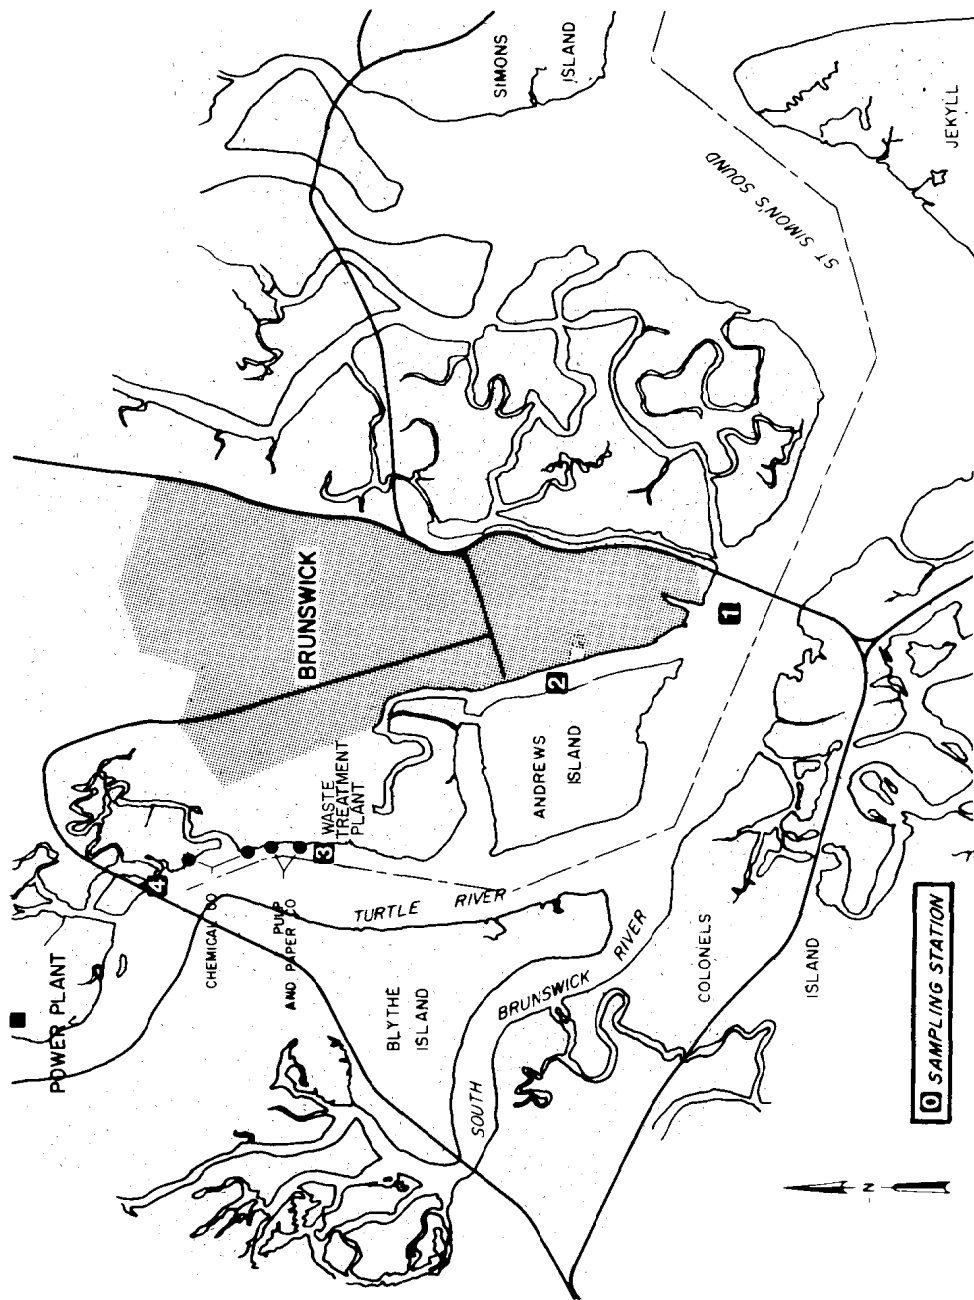 POWER PLANT
4
CHEMICAL CO
PULP
AND PAPER CO
3
WASTE
TREATMENT
PLANT
BRUNSWICK
TURTLE RIVER
BLYTHE
ISLAND
SOUTH BRUNSWICK RIVER
ANDREWS
ISLAND
2
1
COLONELS
ISLAND
SIMONS
ISLAND
ST SIMON'S SOUND
JEKYLL
N
0 SAMPLING STATION